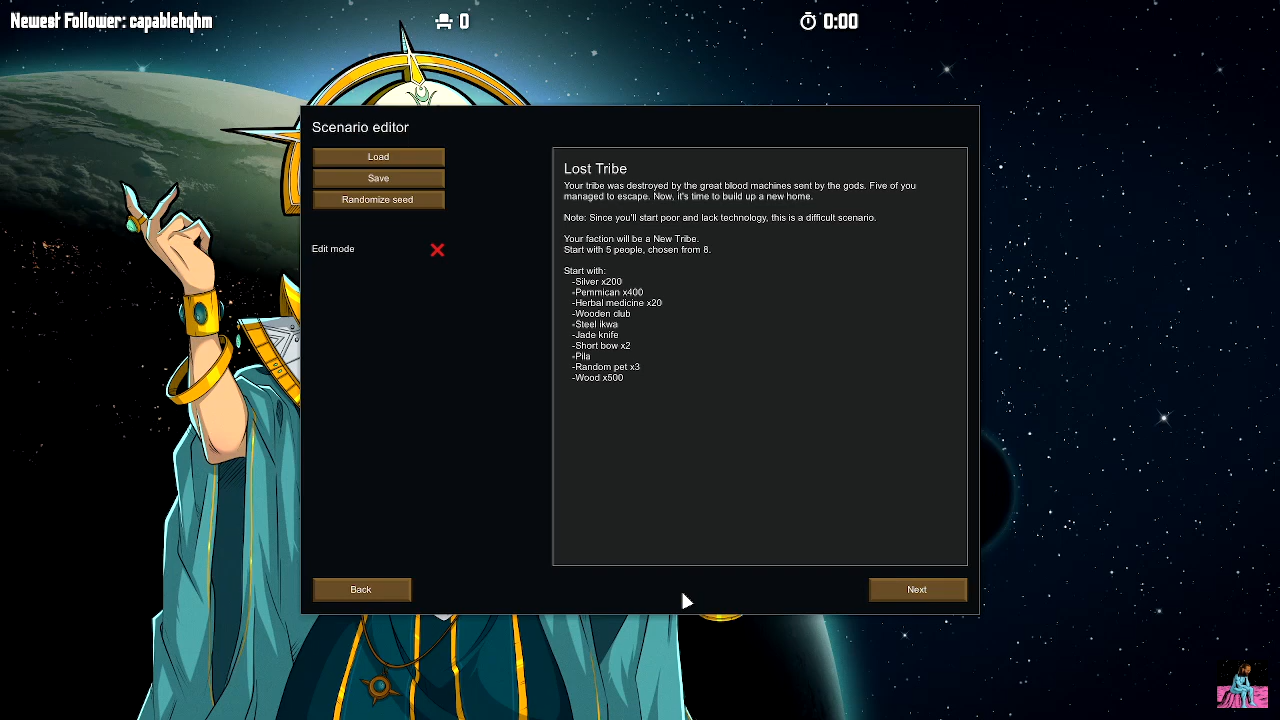 Newest Follower: capablehqhm
0
0:00
Scenario editor
Load
Save
Randomize seed
Edit mode
Lost Tribe
Your tribe was destroyed by the great blood machines sent by the gods. Five of you
managed to escape. Now, it's time to build up a new home.
Note: Since you'll start poor and lack technology, this is a difficult scenario.
Your faction will be a New Tribe.
Start with 5 people, chosen from 8.
Start with:
-Silver x200
-Pemmican x400
-Herbal medicine x20
-Wooden club
-Steel ikwa
-Jade knife
-Short bow x2
-Pila
-Random pet x3
-Wood x500
Back
Next